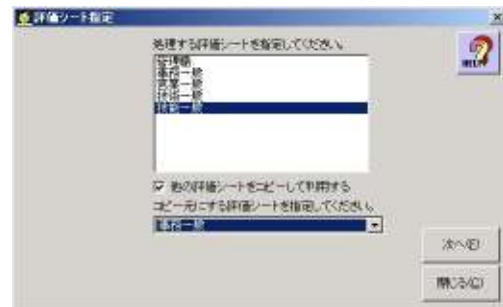 評価シート指定
処理する評価シートを指定してください。
HELP
管理職
事務一般
営業一般
技術一般
技能一般
他の評価シートをコピーして利用する
コピー元にする評価シートを指定してください。
事務一般
次へ(F)
閉じる(C)